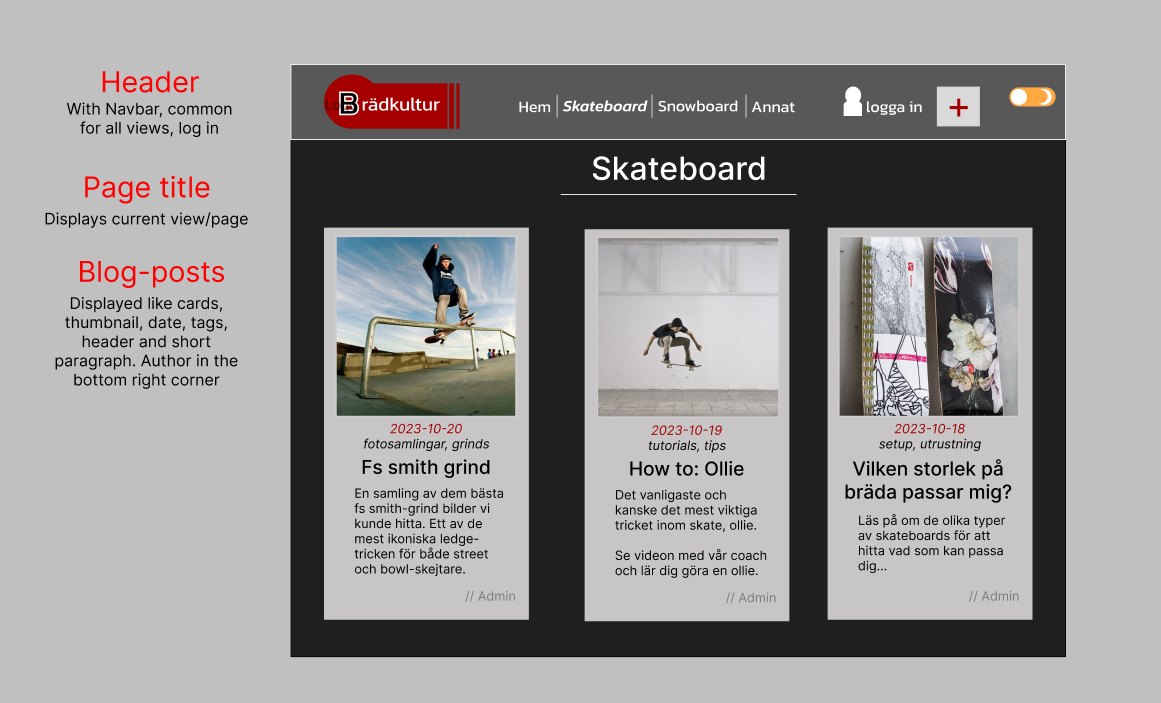 Header
With Navbar, common
for all views, log in
Page title
Displays current view/page
Blog-posts
Displayed like cards,
thumbnail, date, tags,
header and short
paragraph. Author in the
bottom right corner
Brädkultur
Hem | Skateboard | Snowboard | Annat
logga in
+
Skateboard
2023-10-20
fotosamlingar, grinds
Fs smith grind
En samling av dem bästa
fs smith-grind bilder vi
kunde hitta. Ett av de
mest ikoniska ledge-
tricken för både street
och bowl-skejtare.
// Admin
2023-10-19
tutorials, tips
How to: Ollie
Det vanligaste och
kanske det mest viktiga
tricket inom skate, ollie.
Se videon med vår coach
och lär dig göra en ollie.
// Admin
2023-10-18
setup, utrustning
Vilken storlek på
bräda passar mig?
Läs på om de olika typer
av skateboards för att
hitta vad som kan passa
dig...
// Admin